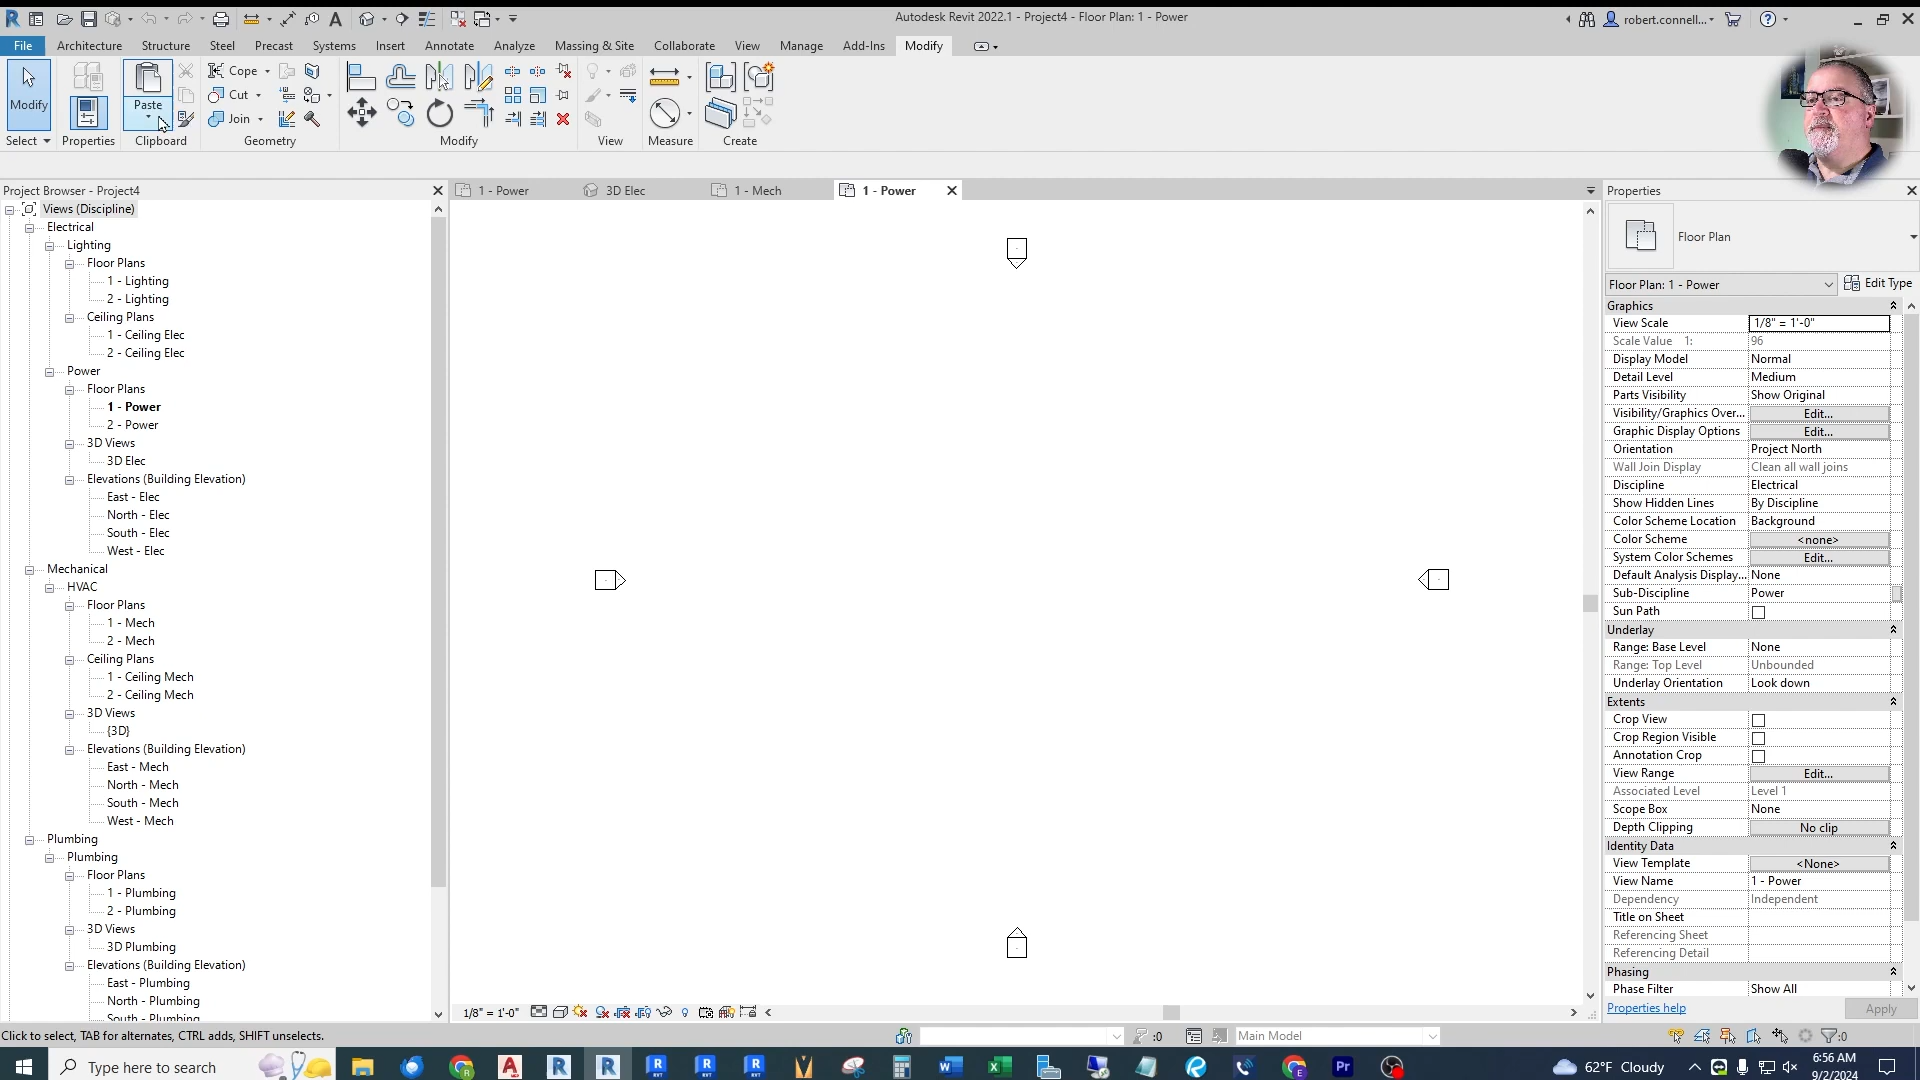 Autodesk Revit 2022.1 - Project4 - Floor Plan: 1 - Power
robert.connell...
File Architecture Structure Steel Precast Systems Insert Annotate Analyze Massing & Site Collaborate View Manage Add-Ins Modify
Modify
Paste
Cope
Cut
Join
Select Properties Clipboard Geometry Modify View Measure Create
Project Browser - Project4
1 - Power 3D Elec 1 - Mech 1 - Power
Properties
Views (Discipline)
Electrical
Lighting
Floor Plans
1 - Lighting
2 - Lighting
Ceiling Plans
1 - Ceiling Elec
2 - Ceiling Elec
Power
Floor Plans
1 - Power
2 - Power
3D Views
3D Elec
Elevations (Building Elevation)
East - Elec
North - Elec
South - Elec
West - Elec
Mechanical
HVAC
Floor Plans
1 - Mech
2 - Mech
Ceiling Plans
1 - Ceiling Mech
2 - Ceiling Mech
3D Views
{3D}
Elevations (Building Elevation)
East - Mech
North - Mech
South - Mech
West - Mech
Plumbing
Plumbing
Floor Plans
1 - Plumbing
2 - Plumbing
3D Views
3D Plumbing
Elevations (Building Elevation)
East - Plumbing
North - Plumbing
South - Plumbing
Floor Plan
Floor Plan: 1 - Power Edit Type
Graphics
View Scale 1/8" = 1'-0"
Scale Value 1: 96
Display Model Normal
Detail Level Medium
Parts Visibility Show Original
Visibility/Graphics Over... Edit...
Graphic Display Options Edit...
Orientation Project North
Wall Join Display Clean all wall joins
Discipline Electrical
Show Hidden Lines By Discipline
Color Scheme Location Background
Color Scheme <none>
System Color Schemes Edit...
Default Analysis Display... None
Sub-Discipline Power
Sun Path
Underlay
Range: Base Level None
Range: Top Level Unbounded
Underlay Orientation Look down
Extents
Crop View
Crop Region Visible
Annotation Crop
View Range Edit...
Associated Level Level 1
Scope Box None
Depth Clipping No clip
Identity Data
View Template <None>
View Name 1 - Power
Dependency Independent
Title on Sheet
Referencing Sheet
Referencing Detail
Phasing
Phase Filter Show All
Properties help Apply
1/8" = 1'-0"
Click to select, TAB for alternates, CTRL adds, SHIFT unselects.
:0
Main Model
:0
Type here to search
62°F Cloudy
6:56 AM
9/2/2024